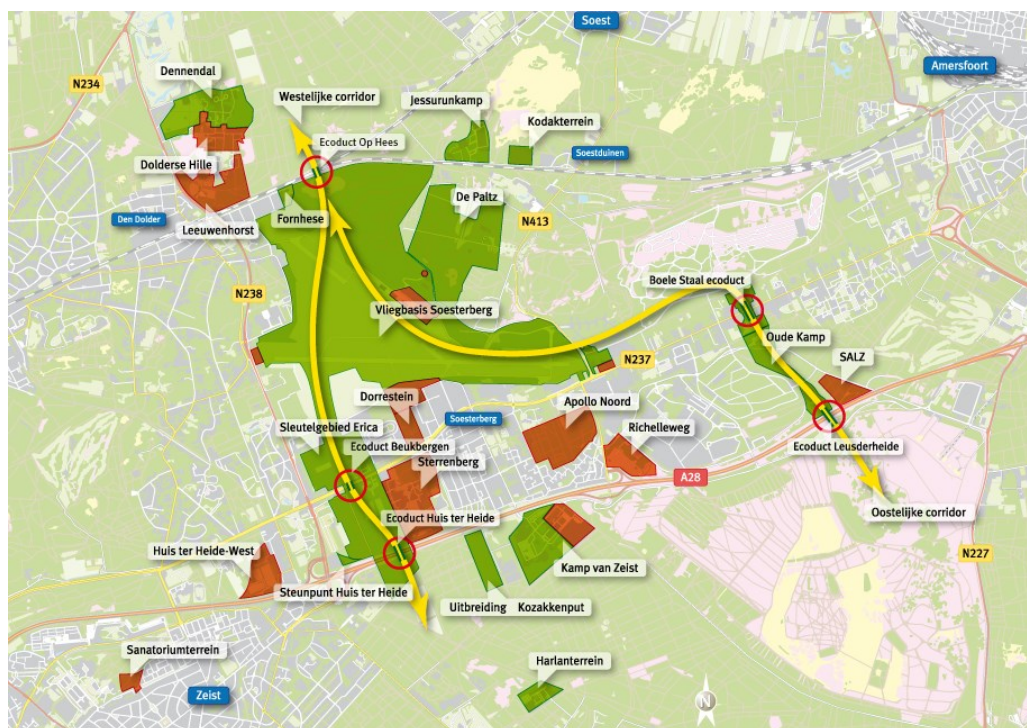 Soest
Amersfoort
Dennendal
N234
Westelijke corridor
Jessurunkamp
Kodakterrein
Ecoduct Op Hees
Soestduinen
Dolderse Hille
De Paltz
Den Dolder
Fornhese
N413
Leeuwenhorst
Boele Staal ecoduct
N238
Vliegbasis Soesterberg
Oude Kamp
N237
SALZ
Dorrestein
Apollo Noord
Soesterberg
Sleutelgebied Erica
Richelleweg
Ecoduct Beukbergen
Ecoduct Leusderheide
Sterrenberg
A28
Oostelijke corridor
Ecoduct Huis ter Heide
Huis ter Heide-West
N227
Kamp van Zeist
Steunpunt Huis ter Heide
Uitbreiding Kozakkenput
Sanatoriumterrein
Harlanterrein
Zeist
N